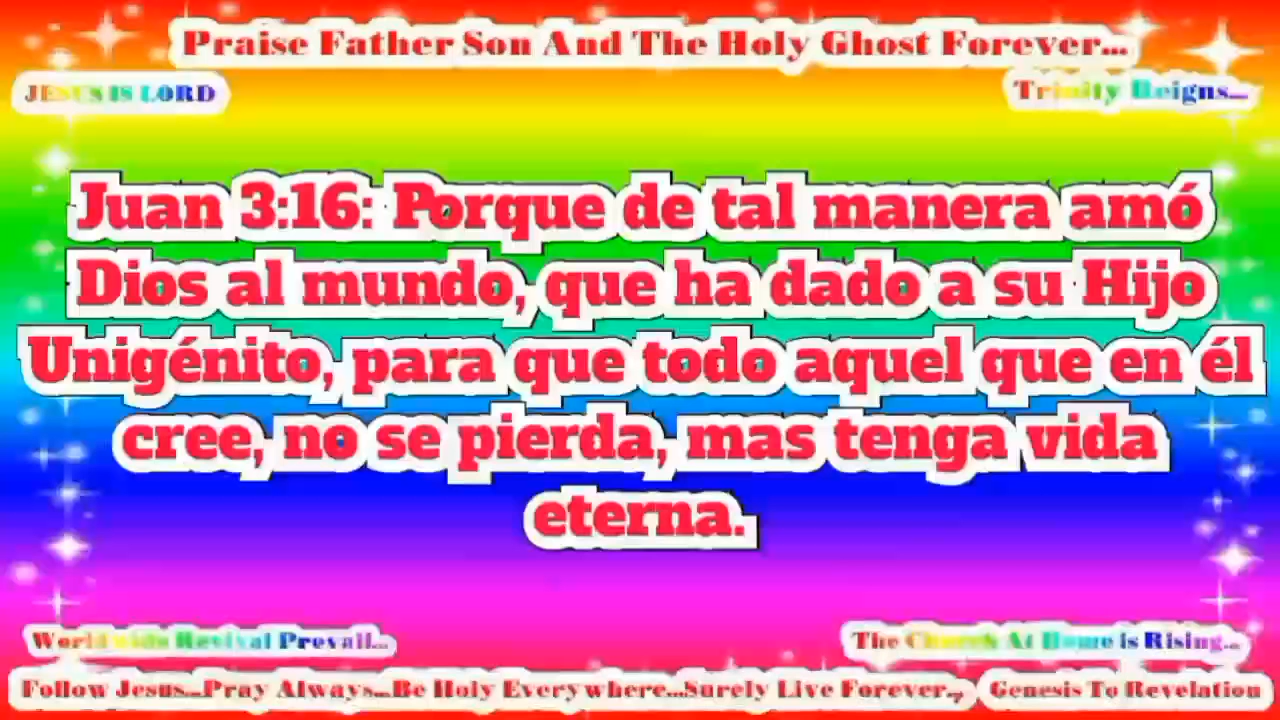 Praise Father Son And The Holy Ghost Forever...
JESUS IS LORD
Trinity Reigns...
Juan 3:16: Porque de tal manera amó
Dios al mundo, que ha dado a su Hijo
Unigénito, para que todo aquel que en él
cree, no se pierda, mas tenga vida
eterna.
Worldwide Revival Prevail...
The Church At Home is Rising...
Follow Jesus...Pray Always...Be Holy Everywhere...Surely Live Forever.., Genesis To Revelation